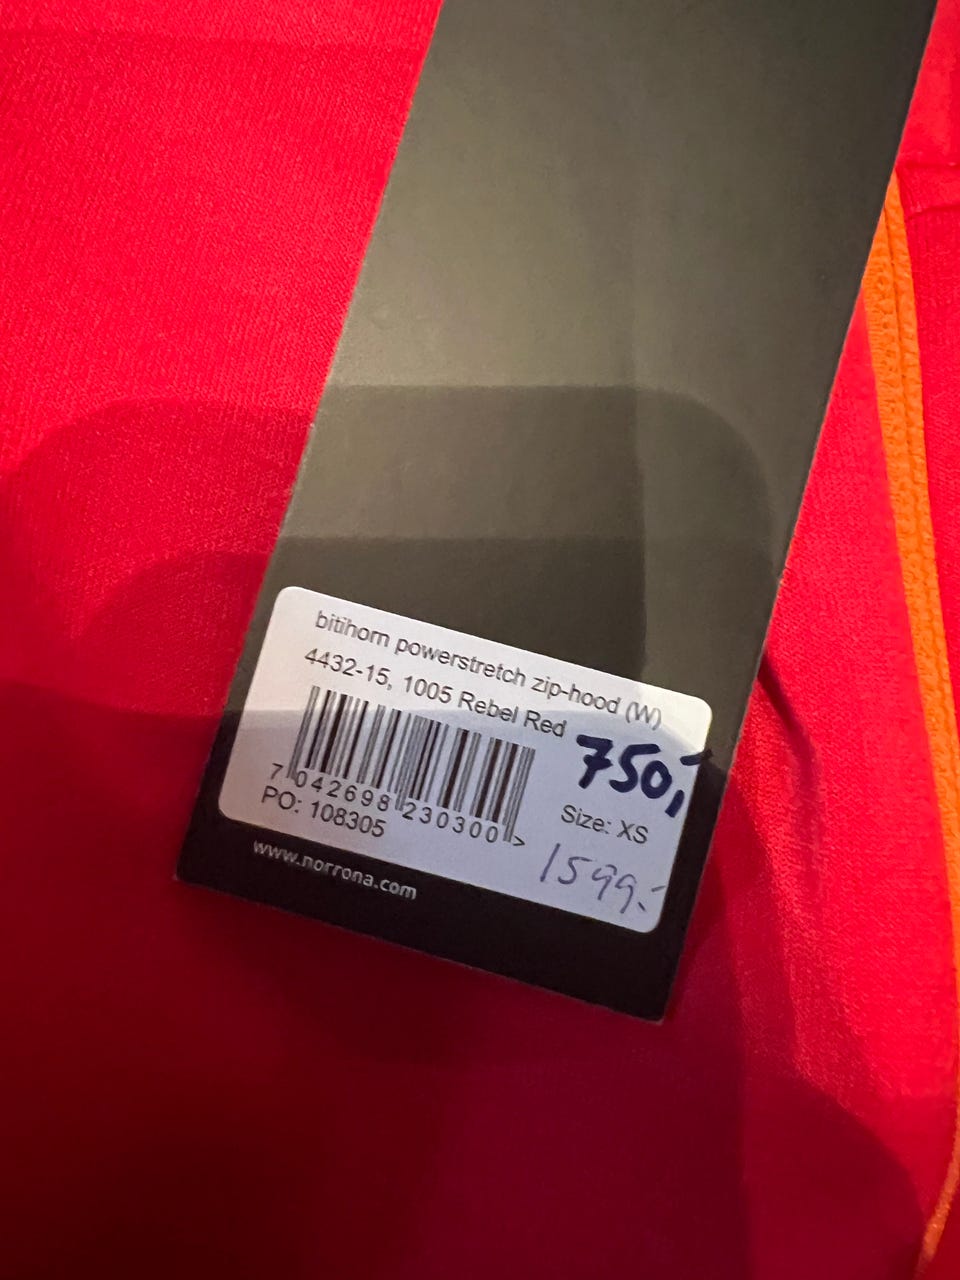 bitihorn powerstretch zip-hood (W)
4432-15, 1005 Rebel Red
750,-
7 042698 230300 >
Size: XS
PO: 108305
1599.-
www.norrona.com